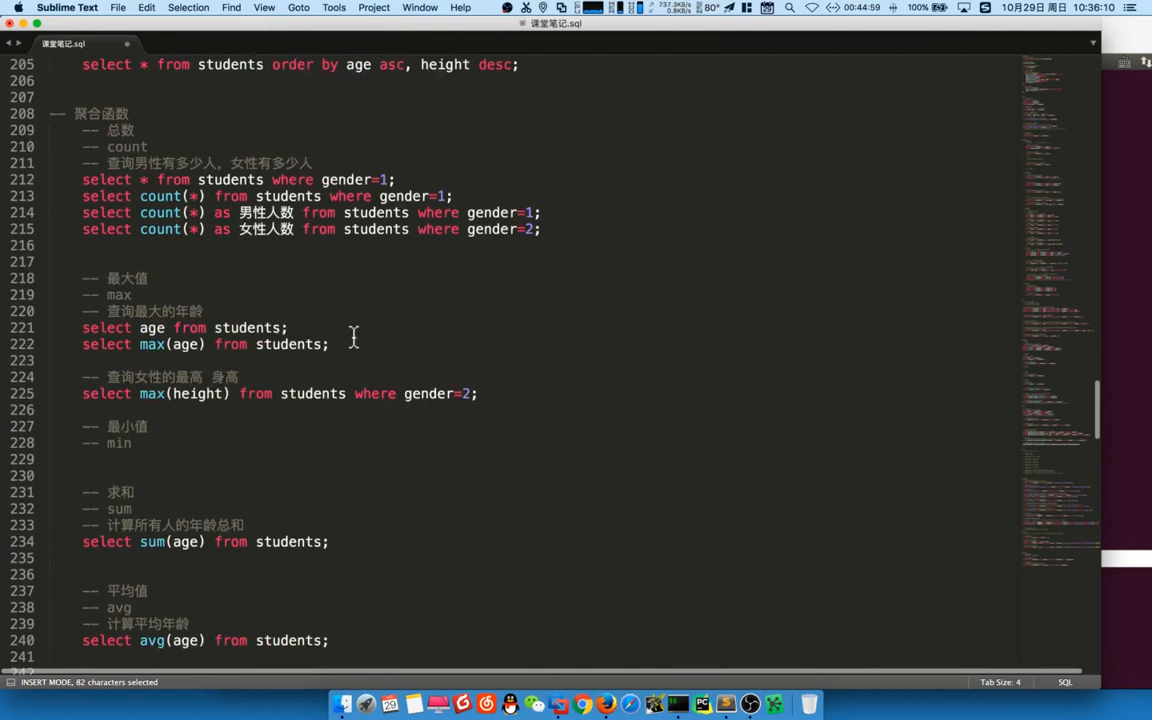 Sublime Text File Edit Selection Find View Goto Tools Project Window Help 737.3K/s 0.8KB/s 80° 00:44:59 100% 10月29日 周日 10:36:10
课堂笔记.sql
课堂笔记.sql
205 select * from students order by age asc, height desc;
206
207
208 -- 聚合函数
209 -- 总数
210 -- count
211 -- 查询男性有多少人，女性有多少人
212 select * from students where gender=1;
213 select count(*) from students where gender=1;
214 select count(*) as 男性人数 from students where gender=1;
215 select count(*) as 女性人数 from students where gender=2;
216
217
218 -- 最大值
219 -- max
220 -- 查询最大的年龄
221 select age from students;
222 select max(age) from students;
223
224 -- 查询女性的最高 身高
225 select max(height) from students where gender=2;
226
227 -- 最小值
228 -- min
229
230
231 -- 求和
232 -- sum
233 -- 计算所有人的年龄总和
234 select sum(age) from students;
235
236
237 -- 平均值
238 -- avg
239 -- 计算平均年龄
240 select avg(age) from students;
241
INSERT MODE, 82 characters selected Tab Size: 4 SQL